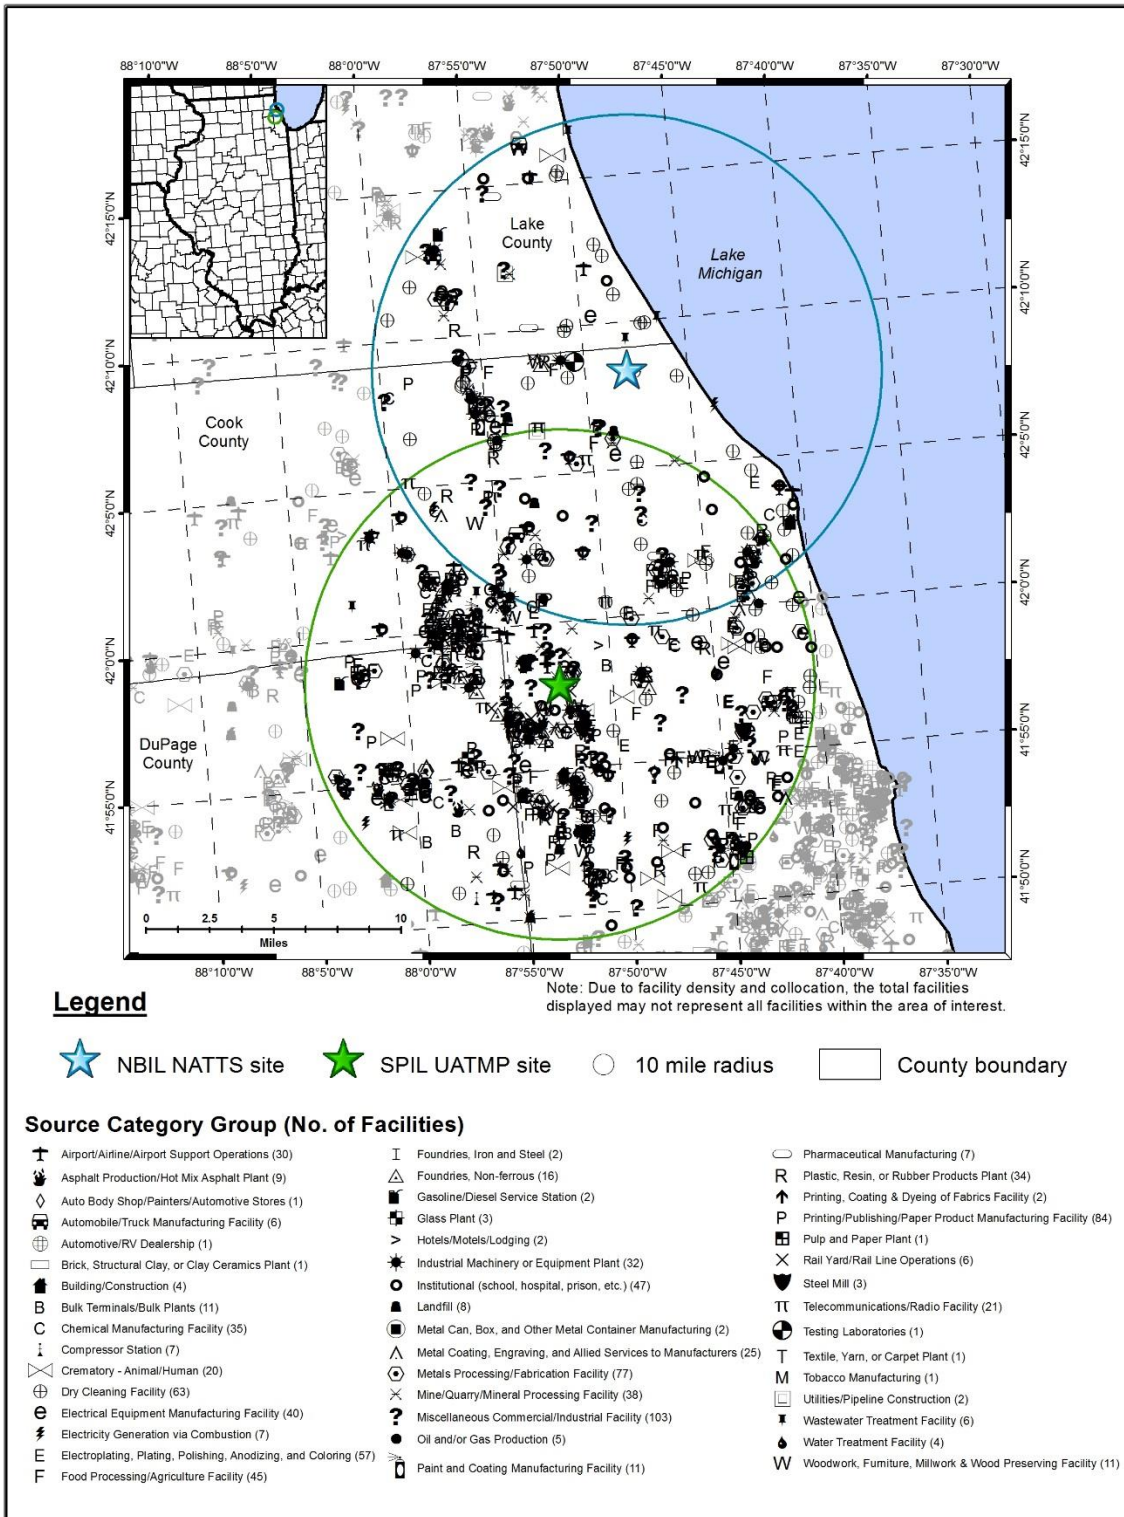 88°10'0"W 88°5'0"W 88°0'0"W 87°55'0"W 87°50'0"W 87°45'0"W 87°40'0"W 87°35'0"W 87°30'0"W
42°15'0"N
42°10'0"N
42°5'0"N
42°0'0"N
41°55'0"N
42°15'0"N
42°10'0"N
42°5'0"N
42°0'0"N
41°55'0"N
41°50'0"N
Lake
County
Lake
Michigan
Cook
County
DuPage
County
0 2.5 5 10
Miles
88°10'0"W 88°5'0"W 88°0'0"W 87°55'0"W 87°50'0"W 87°45'0"W 87°40'0"W 87°35'0"W
Note: Due to facility density and collocation, the total facilities
displayed may not represent all facilities within the area of interest.
Legend
NBIL NATTS site SPIL UATMP site 10 mile radius County boundary
Source Category Group (No. of Facilities)
Airport/Airline/Airport Support Operations (30)
Asphalt Production/Hot Mix Asphalt Plant (9)
Auto Body Shop/Painters/Automotive Stores (1)
Automobile/Truck Manufacturing Facility (6)
Automotive/RV Dealership (1)
Brick, Structural Clay, or Clay Ceramics Plant (1)
Building/Construction (4)
B Bulk Terminals/Bulk Plants (11)
C Chemical Manufacturing Facility (35)
Compressor Station (7)
Crematory - Animal/Human (20)
Dry Cleaning Facility (63)
e Electrical Equipment Manufacturing Facility (40)
Electricity Generation via Combustion (7)
E Electroplating, Plating, Polishing, Anodizing, and Coloring (57)
F Food Processing/Agriculture Facility (45)
I Foundries, Iron and Steel (2)
Foundries, Non-ferrous (16)
Gasoline/Diesel Service Station (2)
Glass Plant (3)
> Hotels/Motels/Lodging (2)
Industrial Machinery or Equipment Plant (32)
Institutional (school, hospital, prison, etc.) (47)
Landfill (8)
Metal Can, Box, and Other Metal Container Manufacturing (2)
Metal Coating, Engraving, and Allied Services to Manufacturers (25)
Metals Processing/Fabrication Facility (77)
Mine/Quarry/Mineral Processing Facility (38)
? Miscellaneous Commercial/Industrial Facility (103)
Oil and/or Gas Production (5)
Paint and Coating Manufacturing Facility (11)
Pharmaceutical Manufacturing (7)
R Plastic, Resin, or Rubber Products Plant (34)
Printing, Coating & Dyeing of Fabrics Facility (2)
P Printing/Publishing/Paper Product Manufacturing Facility (84)
Pulp and Paper Plant (1)
Rail Yard/Rail Line Operations (6)
Steel Mill (3)
π Telecommunications/Radio Facility (21)
Testing Laboratories (1)
T Textile, Yarn, or Carpet Plant (1)
M Tobacco Manufacturing (1)
Utilities/Pipeline Construction (2)
Wastewater Treatment Facility (6)
Water Treatment Facility (4)
W Woodwork, Furniture, Millwork & Wood Preserving Facility (11)